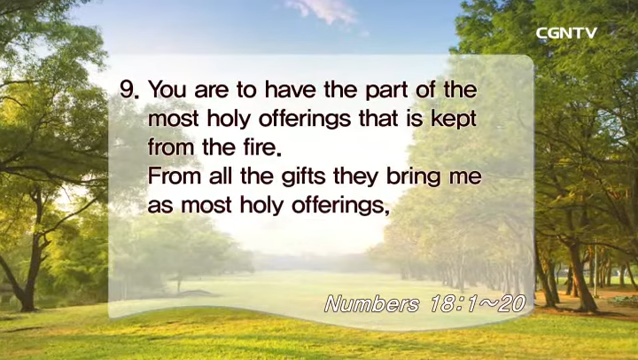 CGNTV
9. You are to have the part of the
most holy offerings that is kept
from the fire.
From all the gifts they bring me
as most holy offerings,
Numbers 18:1~20